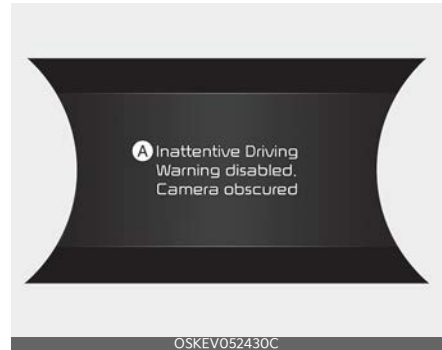 A Inattentive Driving
Warning disabled.
Camera obscured
OSKEV052430C